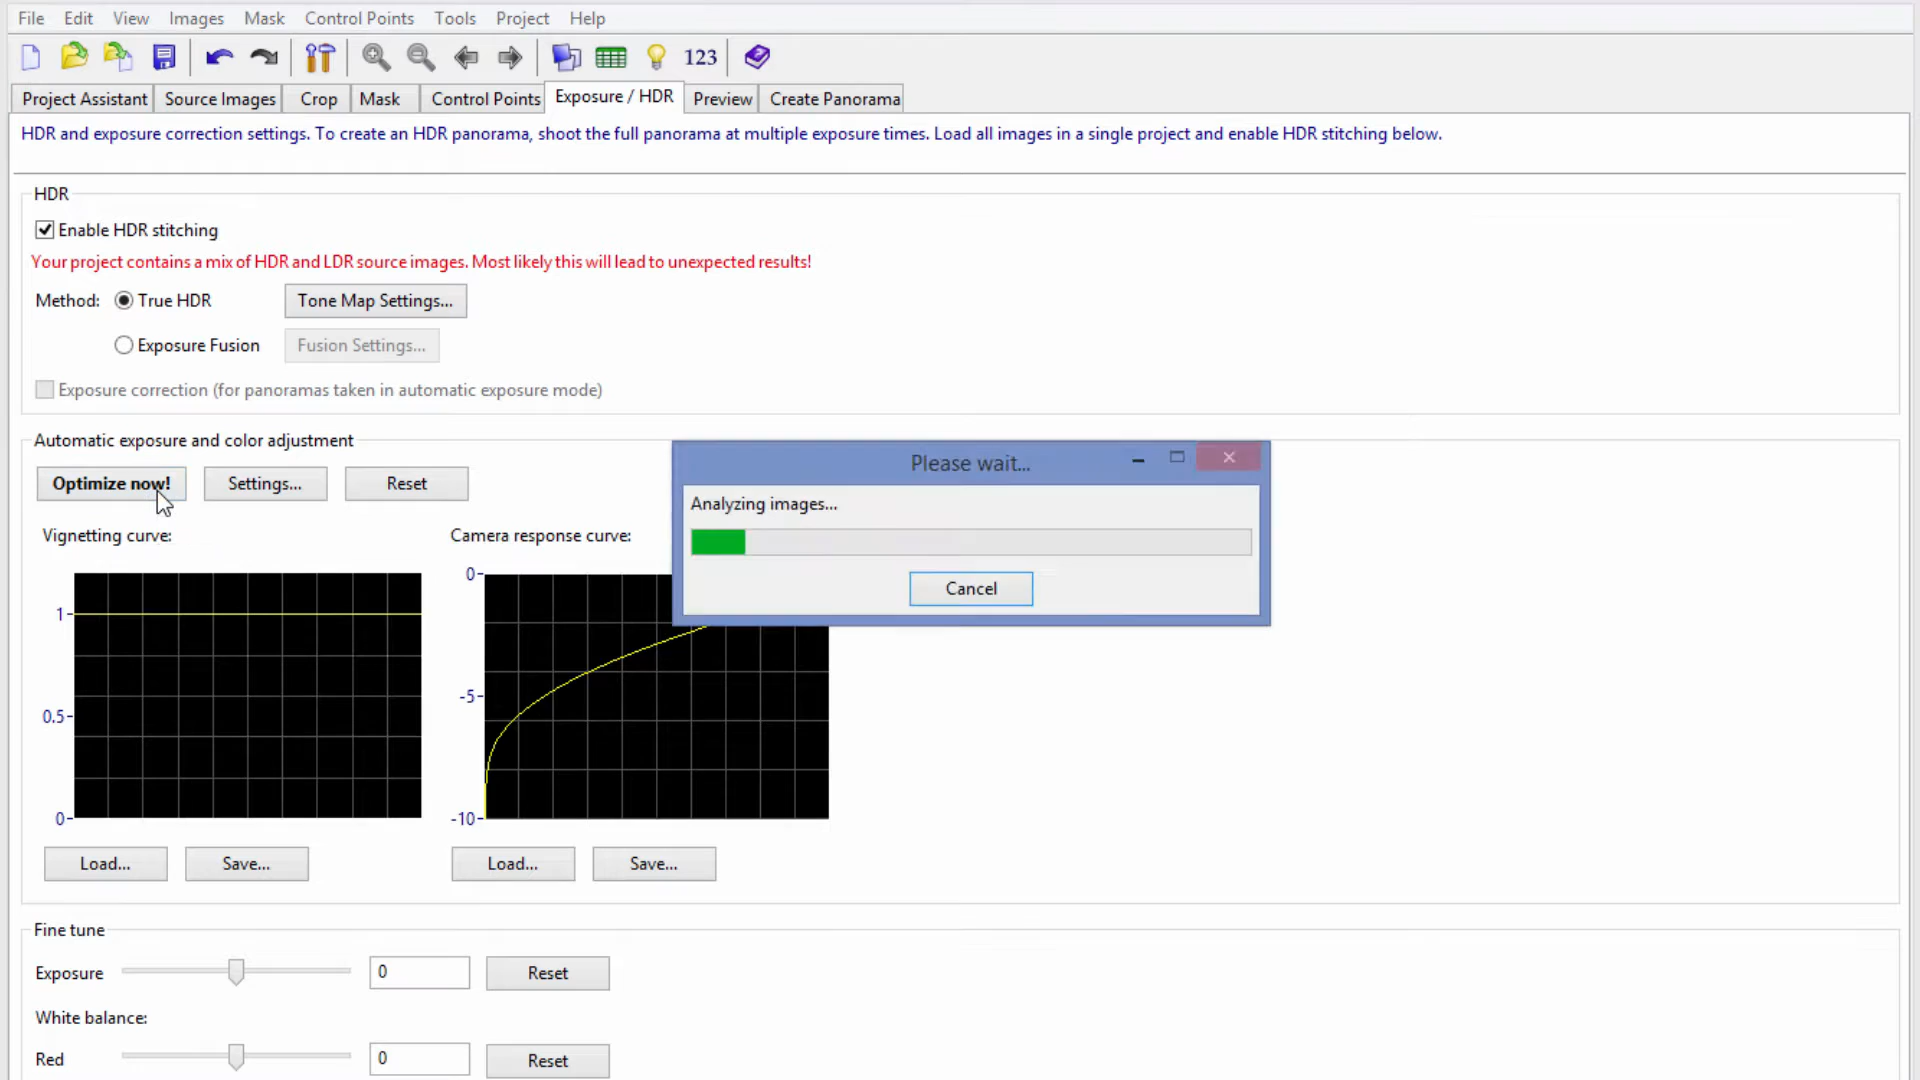 File Edit View Images Mask Control Points Tools Project Help
123
Project Assistant Source Images Crop Mask Control Points Exposure / HDR Preview Create Panorama
HDR and exposure correction settings. To create an HDR panorama, shoot the full panorama at multiple exposure times. Load all images in a single project and enable HDR stitching below.
HDR
Enable HDR stitching
Your project contains a mix of HDR and LDR source images. Most likely this will lead to unexpected results!
Method: True HDR Tone Map Settings...
Exposure Fusion Fusion Settings...
Exposure correction (for panoramas taken in automatic exposure mode)
Automatic exposure and color adjustment
Optimize now! Settings... Reset
Please wait...
Analyzing images...
Cancel
Vignetting curve: Camera response curve:
1
0.5
0
0
-5
-10
Load... Save... Load... Save...
Fine tune
Exposure 0 Reset
White balance:
Red 0 Reset